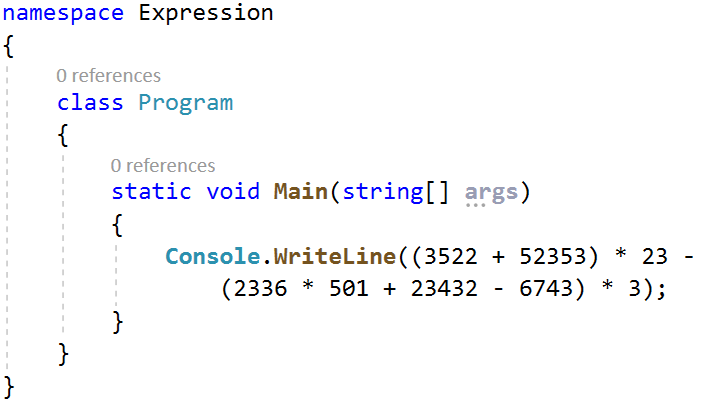 namespace Expression
{
0 references
class Program
{
0 references
static void Main(string[] args)
{
Console.WriteLine((3522 + 52353) * 23 -
(2336 * 501 + 23432 - 6743) * 3);
}
}
}